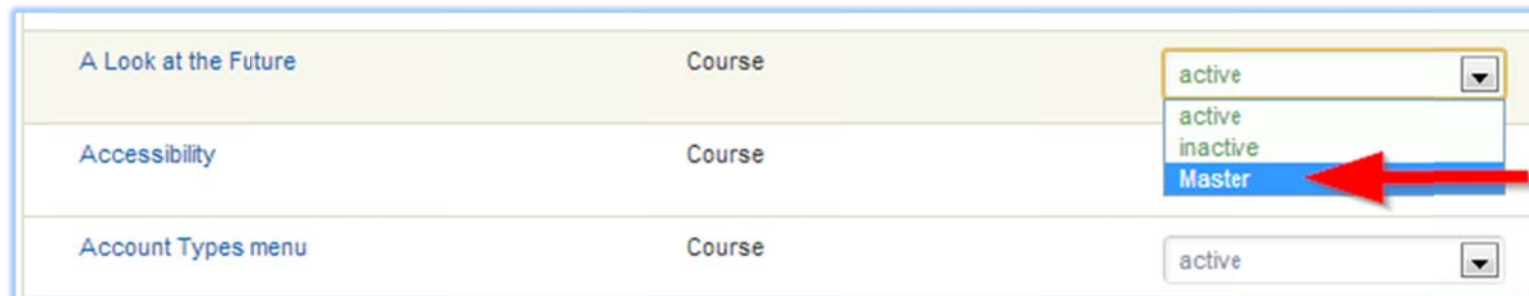 A Look at the Future Course active
active
inactive
Accessibility Course
Master
Account Types menu Course active